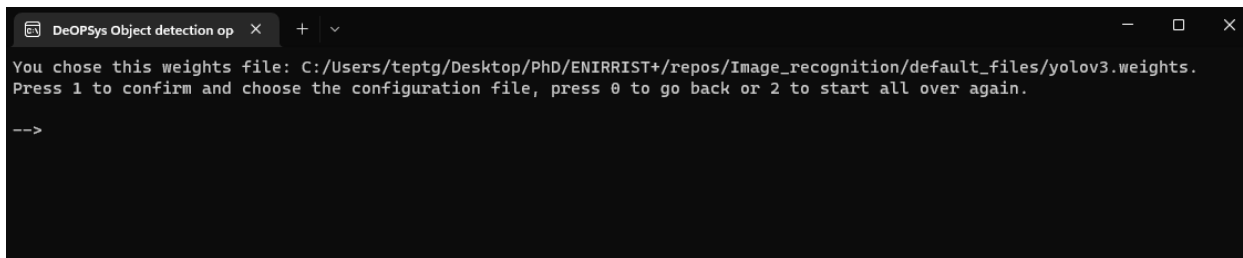 DeOPSys Object detection op
You chose this weights file: C:/Users/teptg/Desktop/PhD/ENIRRIST+/repos/Image_recognition/default_files/yolov3.weights.
Press 1 to confirm and choose the configuration file, press 0 to go back or 2 to start all over again.
-->